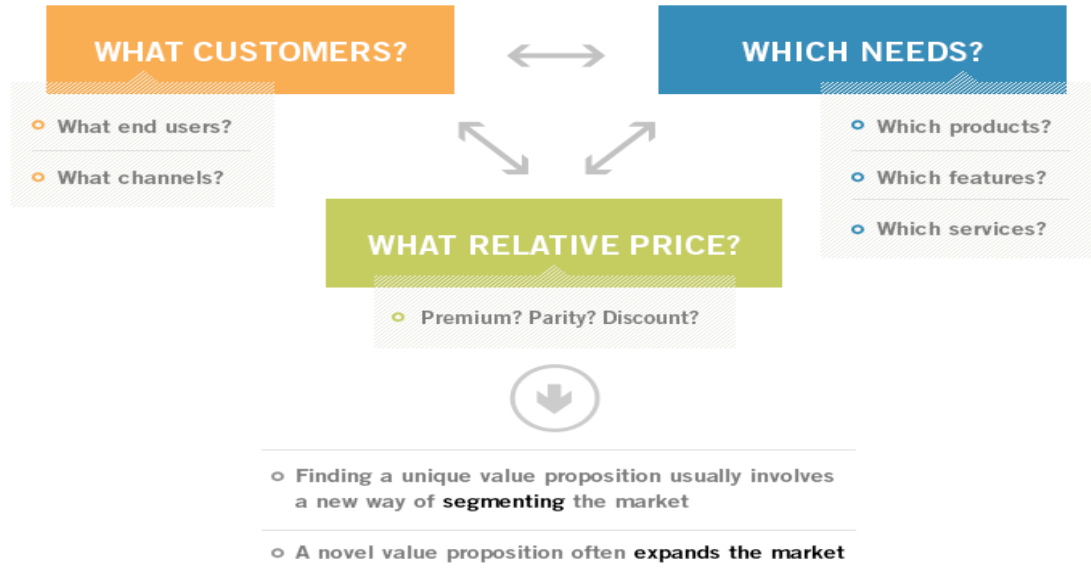 WHAT CUSTOMERS?
What end users?
What channels?
WHICH NEEDS?
Which products?
Which features?
Which services?
WHAT RELATIVE PRICE?
Premium? Parity? Discount?
Finding a unique value proposition usually involves
a new way of segmenting the market
A novel value proposition often expands the market